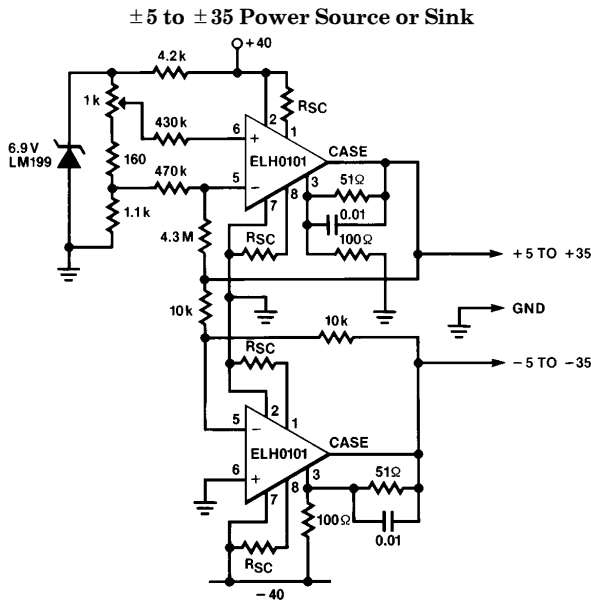 ±5 to ±35 Power Source or Sink
+40
4.2k
1k
RSC
2
1
430k
6
+
CASE
ELH0101
6.9V
LM199
160
470k
5
−
3
51Ω
8
7
1.1k
0.01
4.3M
RSC
100Ω
+5 TO +35
10k
GND
10k
RSC
−5 TO −35
2
1
5
−
CASE
ELH0101
6
+
3
51Ω
8
7
100Ω
0.01
RSC
−40